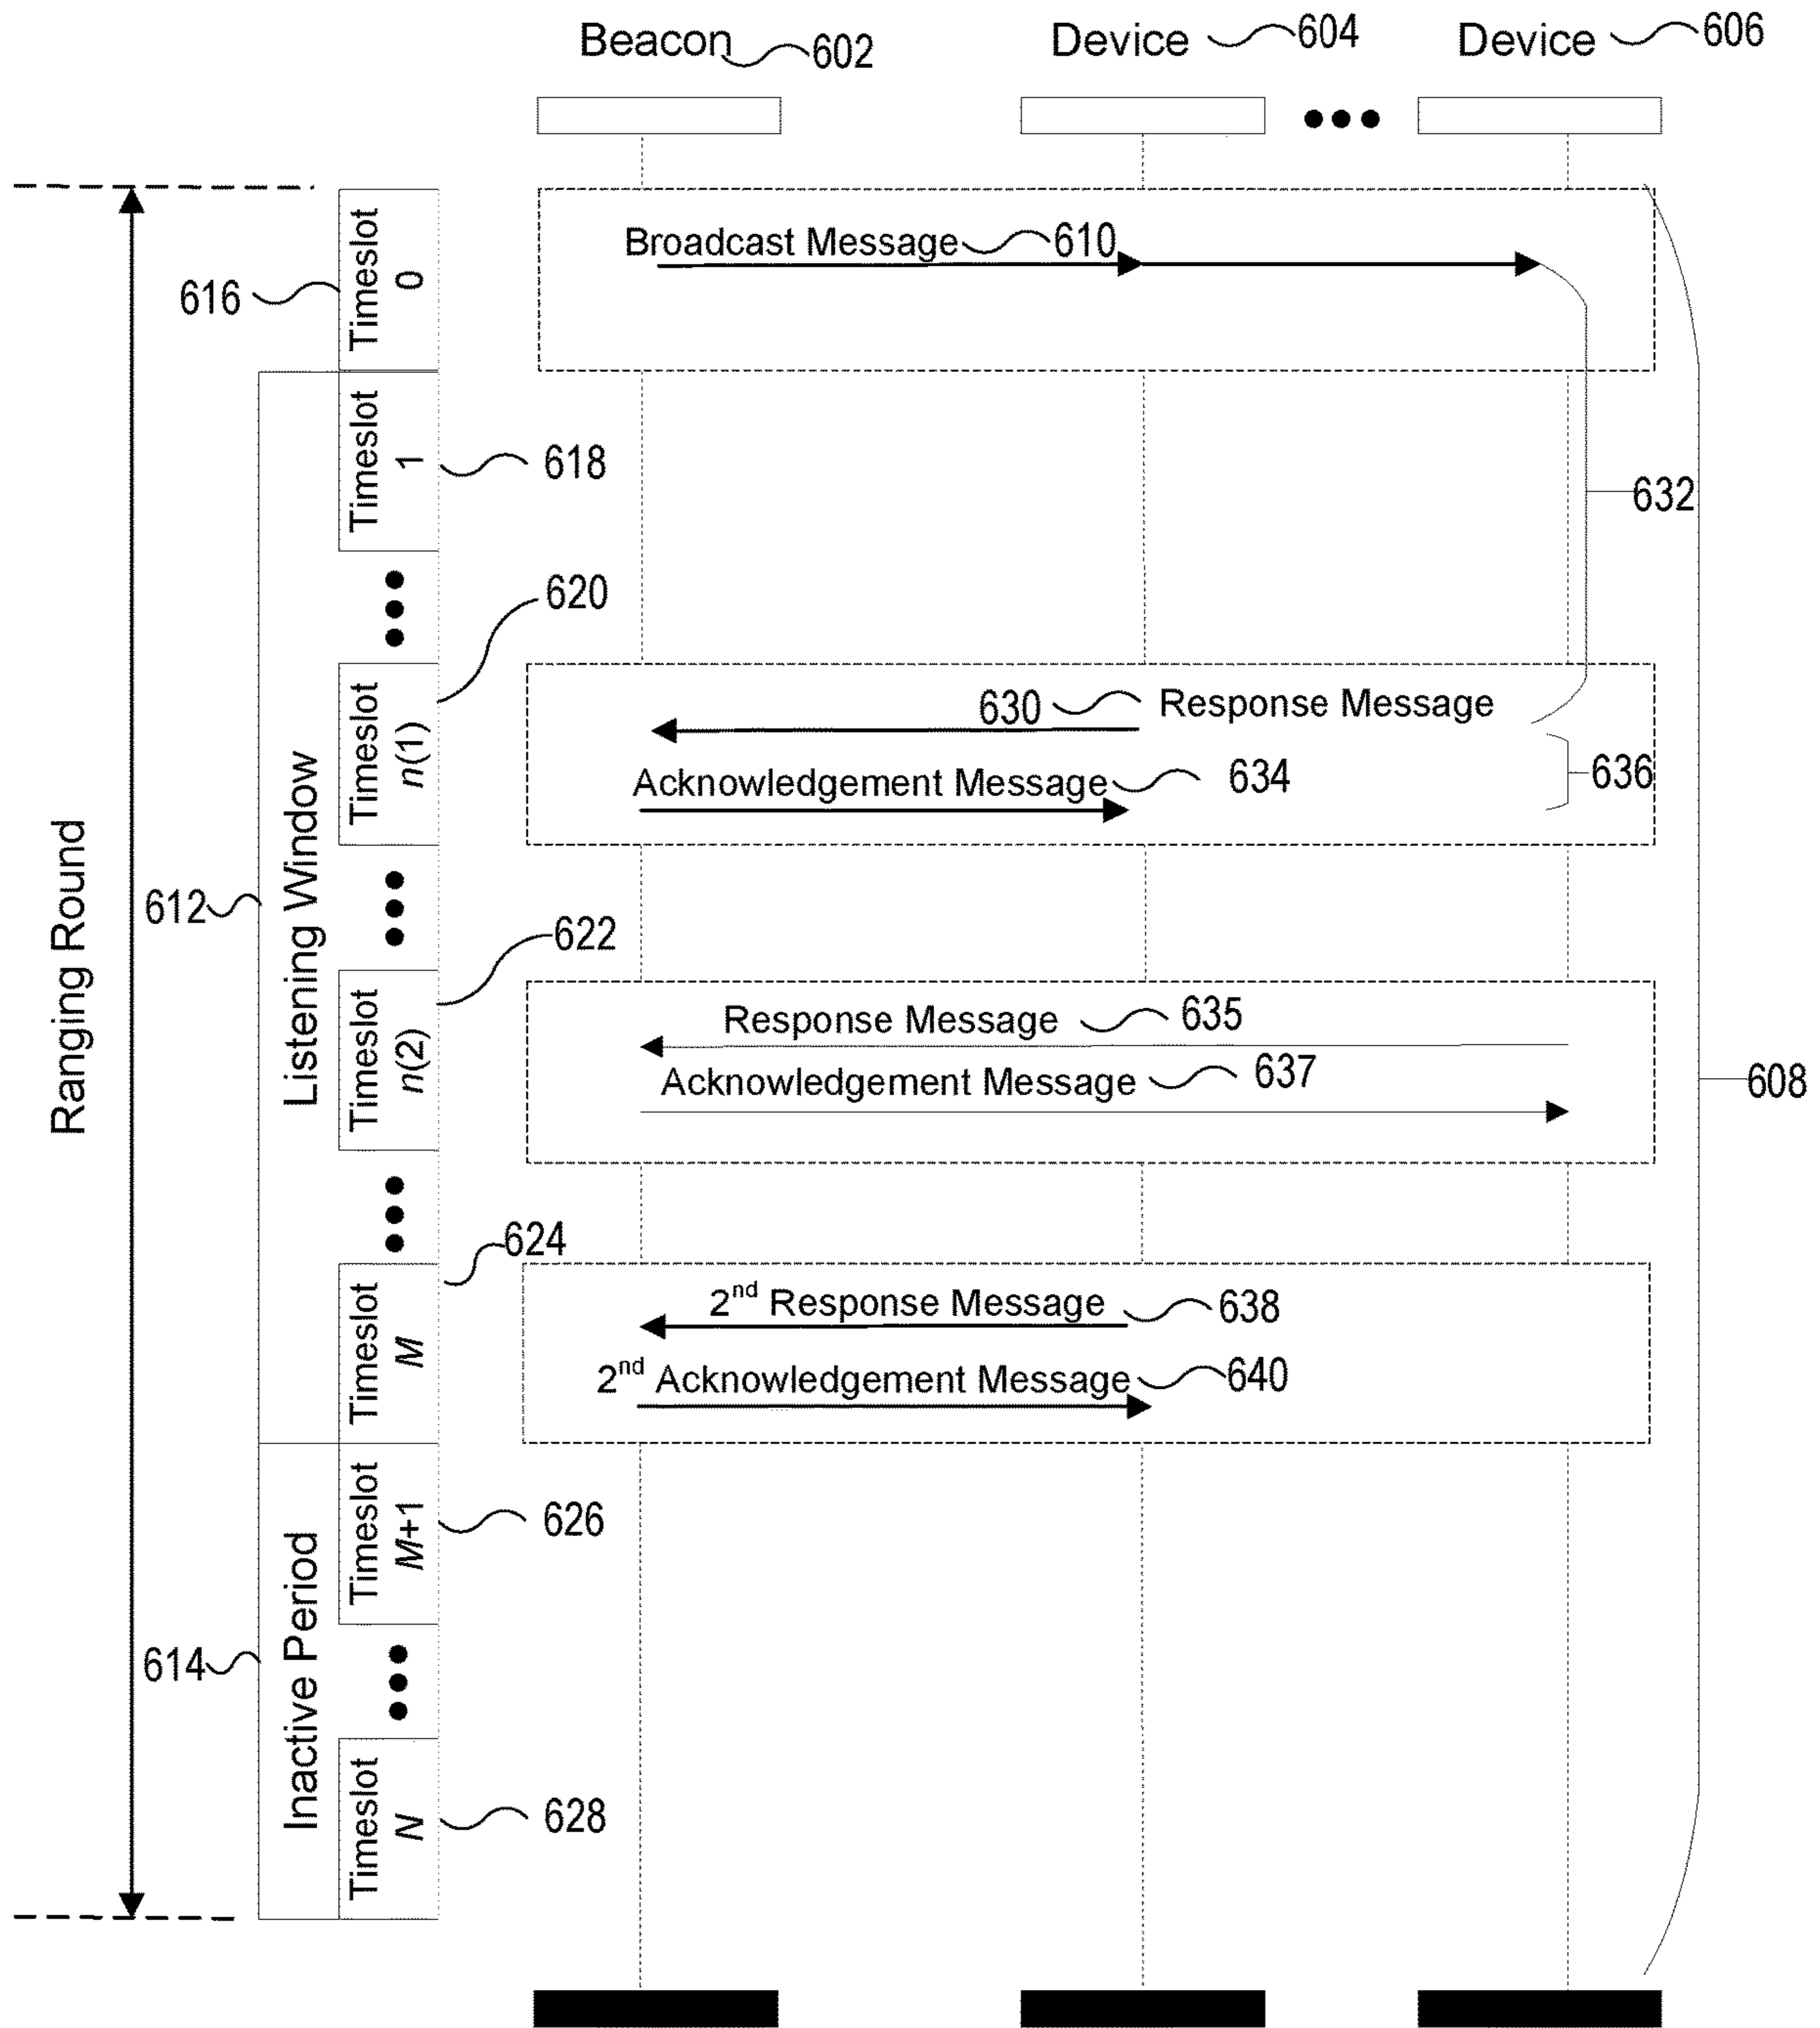 Beacon 602
Device 604
Device 606
Timeslot 0
616
Broadcast Message 610
Timeslot 1
618
632
620
Timeslot n(1)
630 Response Message
Acknowledgement Message 634
636
Ranging Round
612
Listening Window
622
Timeslot n(2)
Response Message 635
Acknowledgement Message 637
608
624
Timeslot M
2nd Response Message 638
2nd Acknowledgement Message 640
Timeslot M+1
626
614
Inactive Period
Timeslot N
628